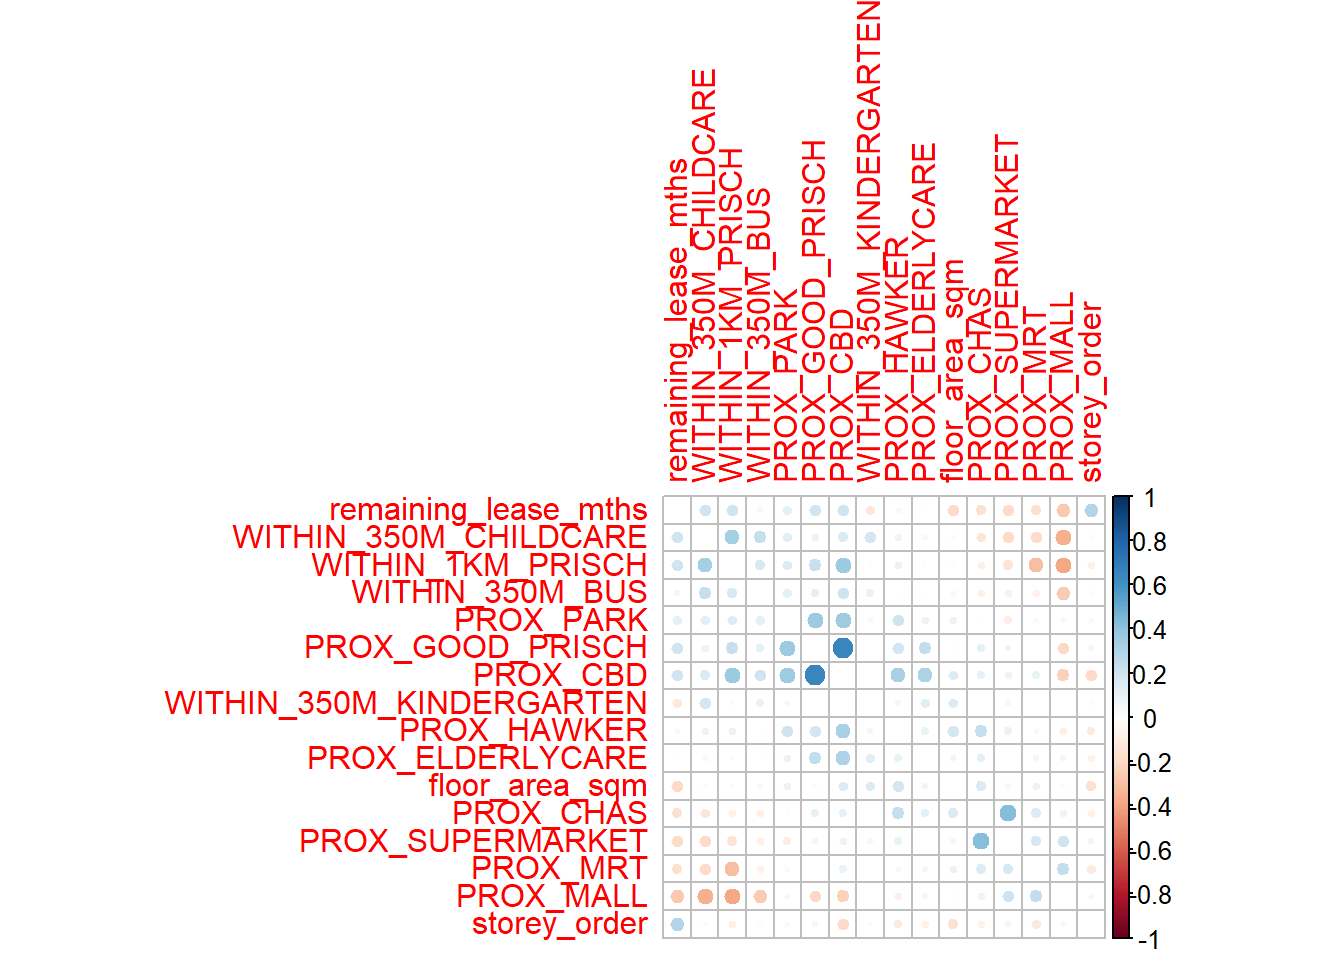 remaining_lease_mths
WITHIN_350M_CHILDCARE
WITHIN_1KM_PRISCH
WITHIN_350M_BUS
PROX_PARK
PROX_GOOD_PRISCH
PROX_CBD
WITHIN_350M_KINDERGARTEN
PROX_HAWKER
PROX_ELDERLYCARE
floor_area_sqm
PROX_CHAS
PROX_SUPERMARKET
PROX_MRT
PROX_MALL
storey_order
remaining_lease_mths
WITHIN_350M_CHILDCARE
WITHIN_1KM_PRISCH
WITHIN_350M_BUS
PROX_PARK
PROX_GOOD_PRISCH
PROX_CBD
WITHIN_350M_KINDERGARTEN
PROX_HAWKER
PROX_ELDERLYCARE
floor_area_sqm
PROX_CHAS
PROX_SUPERMARKET
PROX_MRT
PROX_MALL
storey_order
1
0.8
0.6
0.4
0.2
0
-0.2
-0.4
-0.6
-0.8
-1